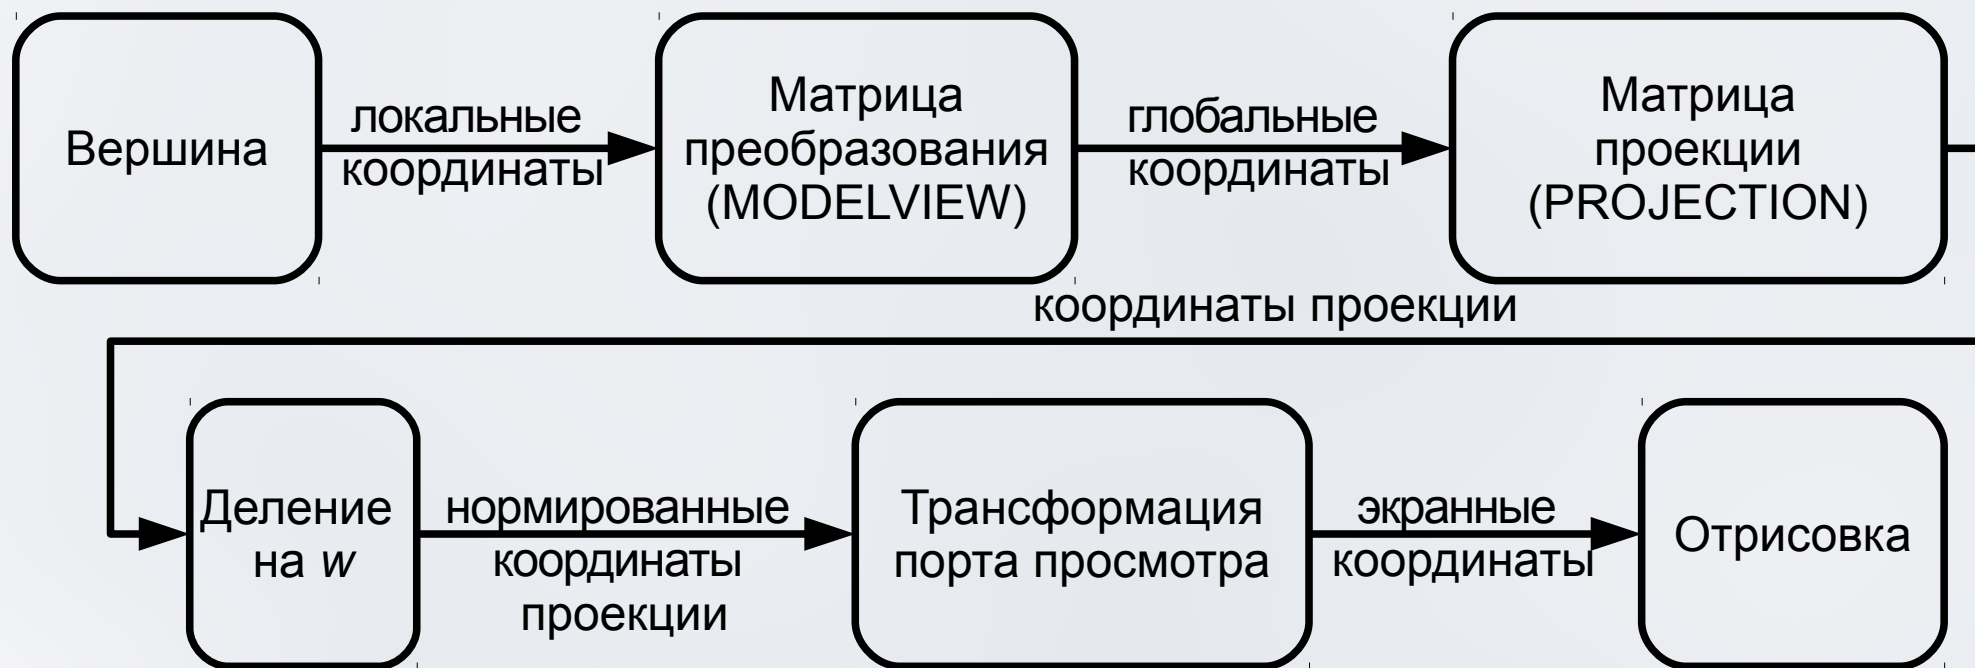 Вершина
локальные
координаты
Матрица
преобразования
(MODELVIEW)
глобальные
координаты
Матрица
проекции
(PROJECTION)
координаты проекции
Деление
на w
нормированные
координаты
проекции
Трансформация
порта просмотра
экранные
координаты
Отрисовка